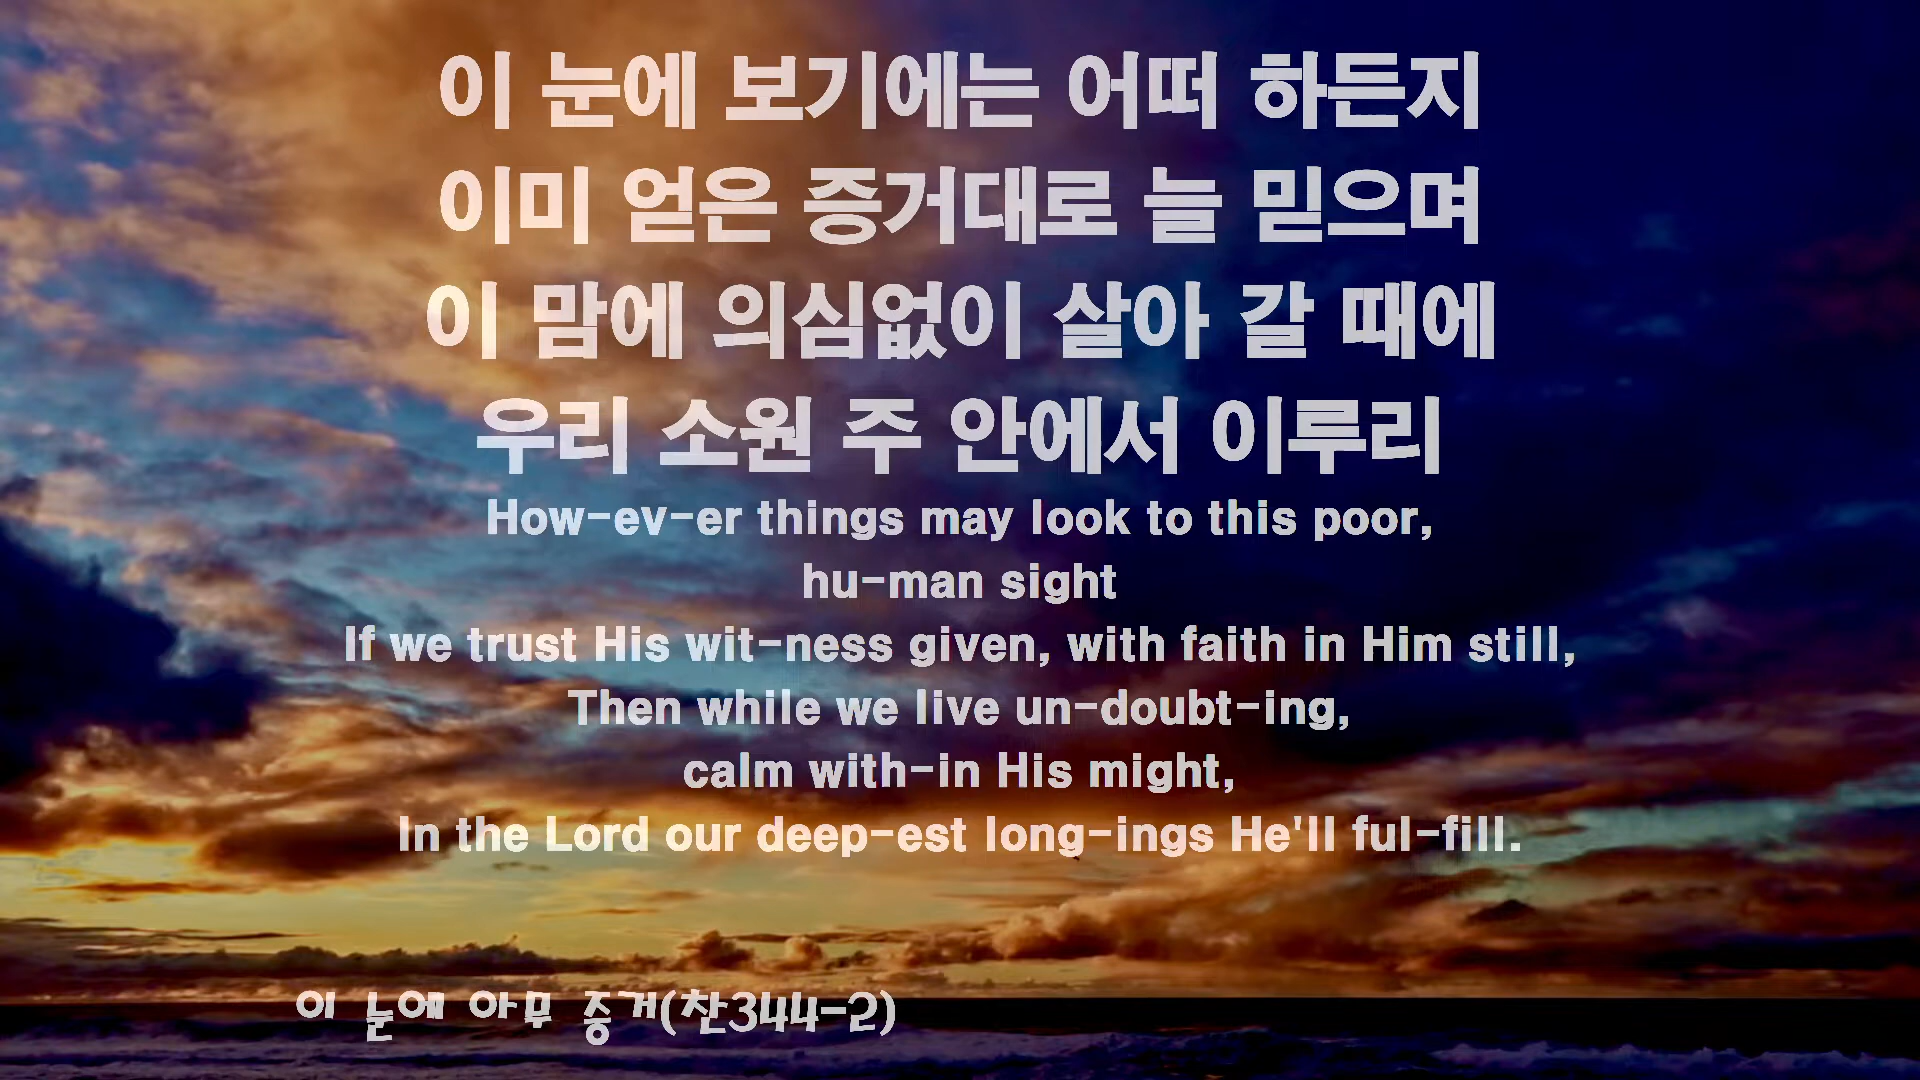 이 눈에 보기에는 어떠 하든지
이미 얻은 증거대로 늘 믿으며
이 맘에 의심없이 살아 갈 때에
우리 소원 주 안에서 이루리
How-ev-er things may look to this poor,
hu-man sight
If we trust His wit-ness given, with faith in Him still,
Then while we live un-doubt-ing,
calm with-in His might,
In the Lord our deep-est long-ings He'll ful-fill.
이 눈에 아무 증거(찬344-2)